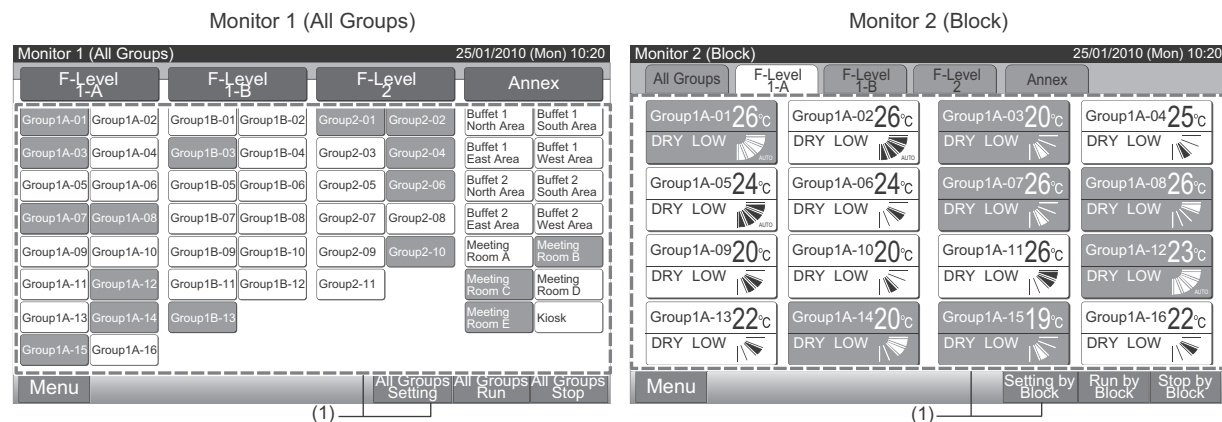 Monitor 1 (All Groups)
Monitor 1 (All Groups) 25/01/2010 (Mon) 10:20
F-Level 1-A
F-Level 1-B
F-Level 2
Annex
Group1A-01 Group1A-02 Group1B-01 Group1B-02 Group2-01 Group2-02 Buffet 1 North Area Buffet 1 South Area
Group1A-03 Group1A-04 Group1B-03 Group1B-04 Group2-03 Group2-04 Buffet 1 East Area Buffet 1 West Area
Group1A-05 Group1A-06 Group1B-05 Group1B-06 Group2-05 Group2-06 Buffet 2 North Area Buffet 2 South Area
Group1A-07 Group1A-08 Group1B-07 Group1B-08 Group2-07 Group2-08 Buffet 2 East Area Buffet 2 West Area
Group1A-09 Group1A-10 Group1B-09 Group1B-10 Group2-09 Group2-10 Meeting Room A Meeting Room B
Group1A-11 Group1A-12 Group1B-11 Group1B-12 Group2-11 Meeting Room C Meeting Room D
Group1A-13 Group1A-14 Group1B-13 Meeting Room E Kiosk
Group1A-15 Group1A-16
Menu All Groups Setting All Groups Run All Groups Stop
(1)
Monitor 2 (Block)
Monitor 2 (Block) 25/01/2010 (Mon) 10:20
All Groups F-Level 1-A F-Level 1-B F-Level 2 Annex
Group1A-01 26°C Group1A-02 26°C Group1A-03 20°C Group1A-04 25°C
DRY LOW AUTO DRY LOW AUTO DRY LOW DRY LOW
Group1A-05 24°C Group1A-06 24°C Group1A-07 26°C Group1A-08 26°C
DRY LOW AUTO DRY LOW DRY LOW DRY LOW
Group1A-09 20°C Group1A-10 20°C Group1A-11 26°C Group1A-12 23°C
DRY LOW DRY LOW DRY LOW DRY LOW AUTO
Group1A-13 22°C Group1A-14 20°C Group1A-15 19°C Group1A-16 22°C
DRY LOW DRY LOW DRY LOW DRY LOW
Menu Setting by Block Run by Block Stop by Block
(1)